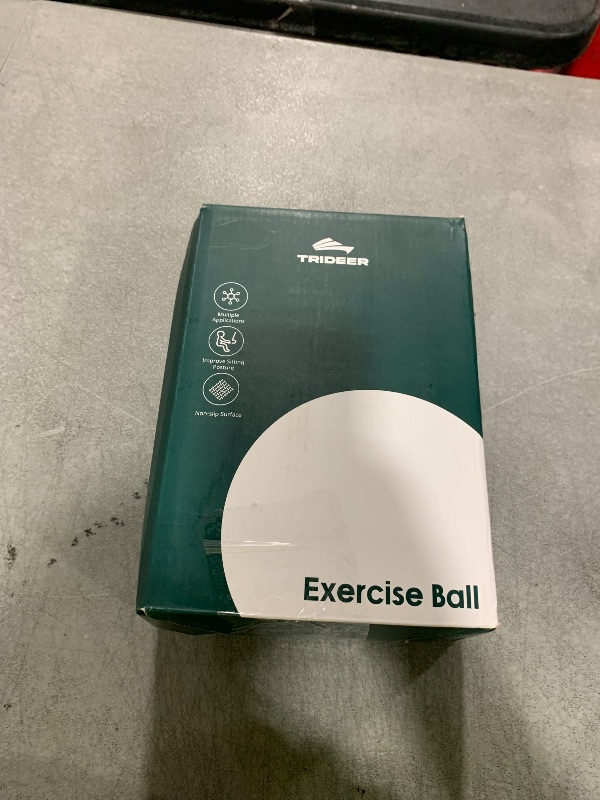 TRIDEER
Multiple
Applications
Improve Sitting
Posture
Non-slip Surface
Exercise Ball